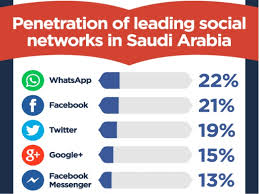 Penetration of leading social
networks in Saudi Arabia
WhatsApp 22%
Facebook 21%
Twitter 19%
Google+ 15%
Facebook
Messenger 13%